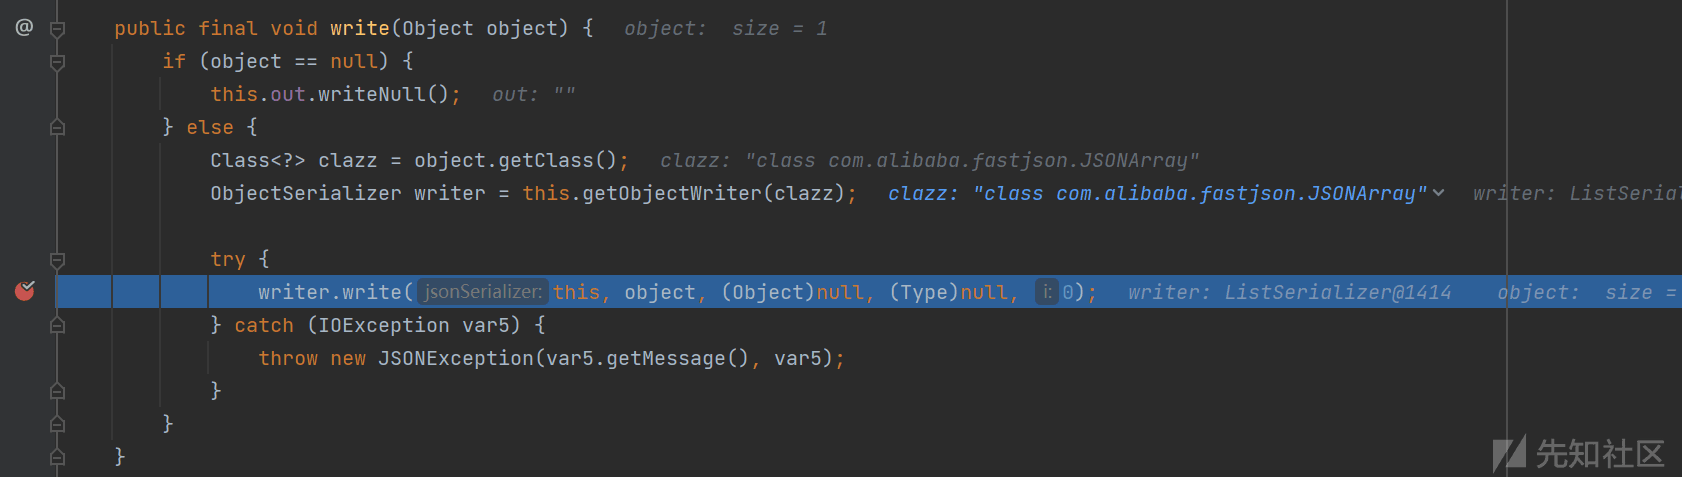 @ public final void write(Object object) { object: size = 1
if (object == null) {
this.out.writeNull(); out: ""
} else {
Class<?> clazz = object.getClass(); clazz: "class com.alibaba.fastjson.JSONArray"
ObjectSerializer writer = this.getObjectWriter(clazz); clazz: "class com.alibaba.fastjson.JSONArray" writer: ListSerial
try {
writer.write( jsonSerializer: this, object, (Object)null, (Type)null, i: 0); writer: ListSerializer@1414 object: size =
} catch (IOException var5) {
throw new JSONException(var5.getMessage(), var5);
}
}
}
先知社区